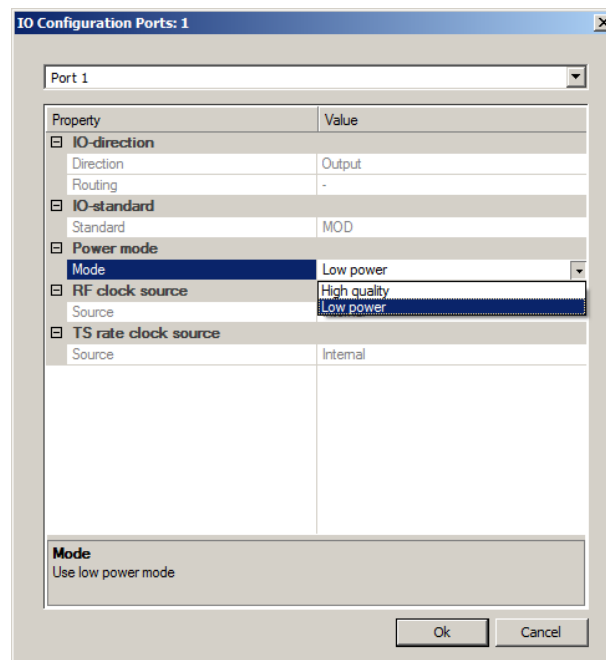 IO Configuration Ports: 1
Port 1
Property Value
IO-direction
Direction Output
Routing -
IO-standard
Standard MOD
Power mode
Mode Low power
High quality
Low power
RF clock source
Source
TS rate clock source
Source Internal
Mode
Use low power mode
Ok Cancel